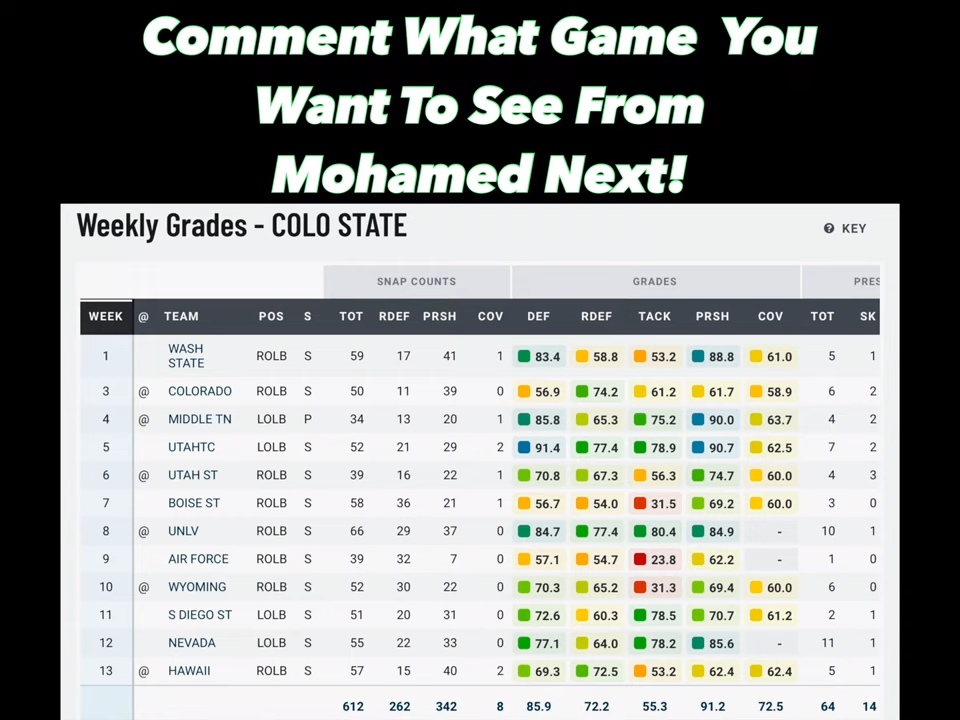 Comment What Game You
Want To See From
Mohamed Next!
Weekly Grades - COLO STATE
? KEY
SNAP COUNTS GRADES PRES
WEEK @ TEAM POS S TOT RDEF PRSH COV DEF RDEF TACK PRSH COV TOT SK
1 WASH STATE ROLB S 59 17 41 1 83.4 58.8 53.2 88.8 61.0 5 1
3 @ COLORADO ROLB S 50 11 39 0 56.9 74.2 61.2 61.7 58.9 6 2
4 @ MIDDLE TN LOLB P 34 13 20 1 85.8 65.3 75.2 90.0 63.7 4 2
5 UTAHTC LOLB S 52 21 29 2 91.4 77.4 78.9 90.7 62.5 7 2
6 @ UTAH ST ROLB S 39 16 22 1 70.8 67.3 56.3 74.7 60.0 4 3
7 BOISE ST ROLB S 58 36 21 1 56.7 54.0 31.5 69.2 60.0 3 0
8 @ UNLV ROLB S 66 29 37 0 84.7 77.4 80.4 84.9 - 10 1
9 AIR FORCE ROLB S 39 32 7 0 57.1 54.7 23.8 62.2 - 1 0
10 @ WYOMING ROLB S 52 30 22 0 70.3 65.2 31.3 69.4 60.0 6 0
11 S DIEGO ST LOLB S 51 20 31 0 72.6 60.3 78.5 70.7 61.2 2 1
12 NEVADA LOLB S 55 22 33 0 77.1 64.0 78.2 85.6 - 11 1
13 @ HAWAII ROLB S 57 15 40 2 69.3 72.5 53.2 62.4 62.4 5 1
612 262 342 8 85.9 72.2 55.3 91.2 72.5 64 14